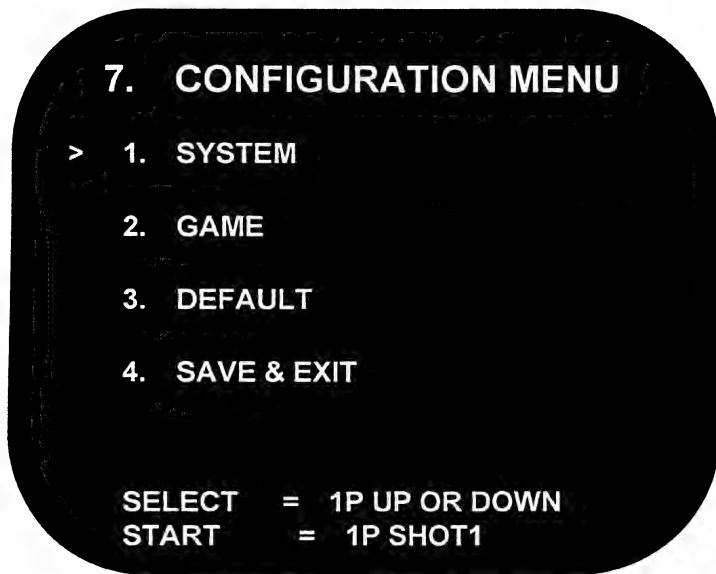 7. CONFIGURATION MENU
> 1. SYSTEM
2. GAME
3. DEFAULT
4. SAVE & EXIT
SELECT = 1P UP OR DOWN
START = 1P SHOT1